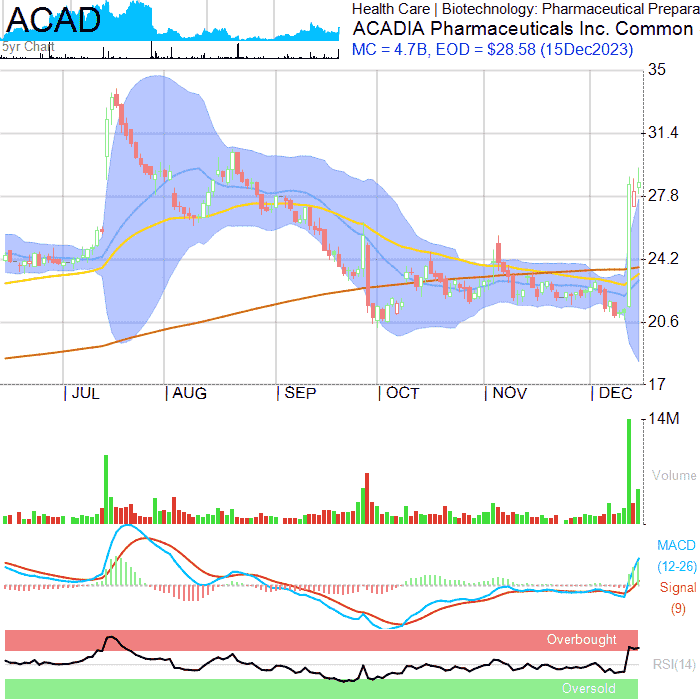 ACAD
5yr Chart
Health Care | Biotechnology: Pharmaceutical Prepara
ACADIA Pharmaceuticals Inc. Common
MC = 4.7B, EOD = $28.58 (15Dec2023)
35
31.4
27.8
24.2
20.6
17
| JUL | AUG | SEP | OCT | NOV | DEC
14M
Volume
MACD
(12-26)
Signal
(9)
Overbought
RSI(14)
Oversold